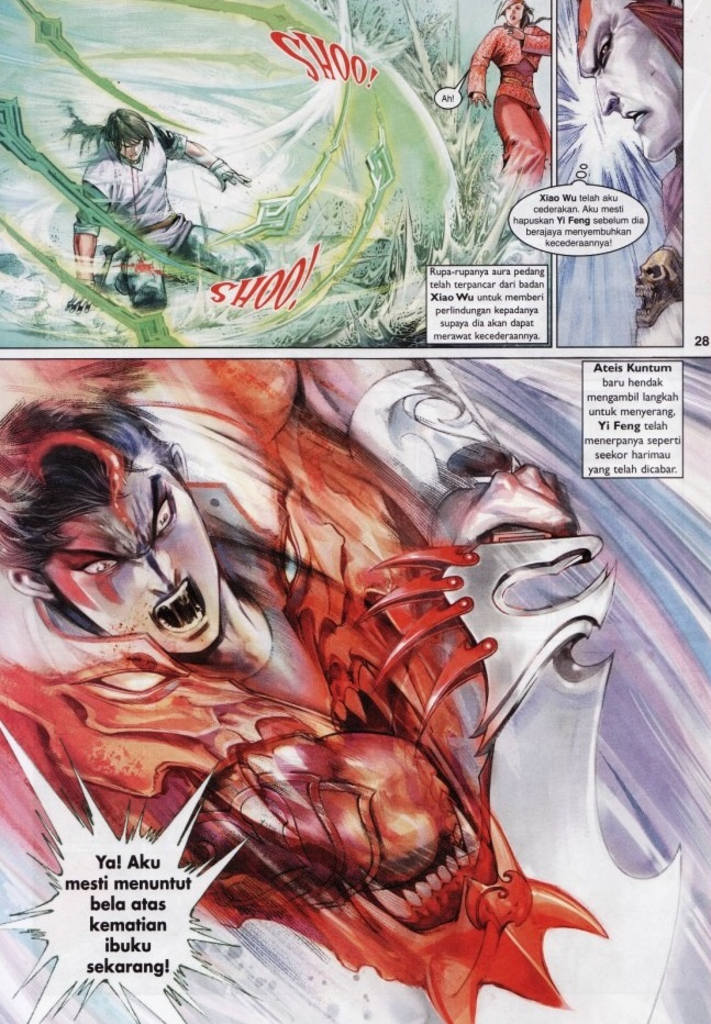 SHOO!
Ah!
Xiao Wu telah aku
cederakan. Aku mesti
hapuskan Yi Feng sebelum dia
berajaya menyembuhkan
kecederaannya!
SHOO!
Rupa-rupanya aura pedang
telah terpancar dari badan
Xiao Wu untuk memberi
perlindungan kepadanya
supaya dia akan dapat
merawat kecederaannya.
28
Ateis Kuntum
baru hendak
mengambil langkah
untuk menyerang,
Yi Feng telah
menerpanya seperti
seekor harimau
yang telah dicabar.
Ya! Aku
mesti menuntut
bela atas
kematian
ibuku
sekarang!